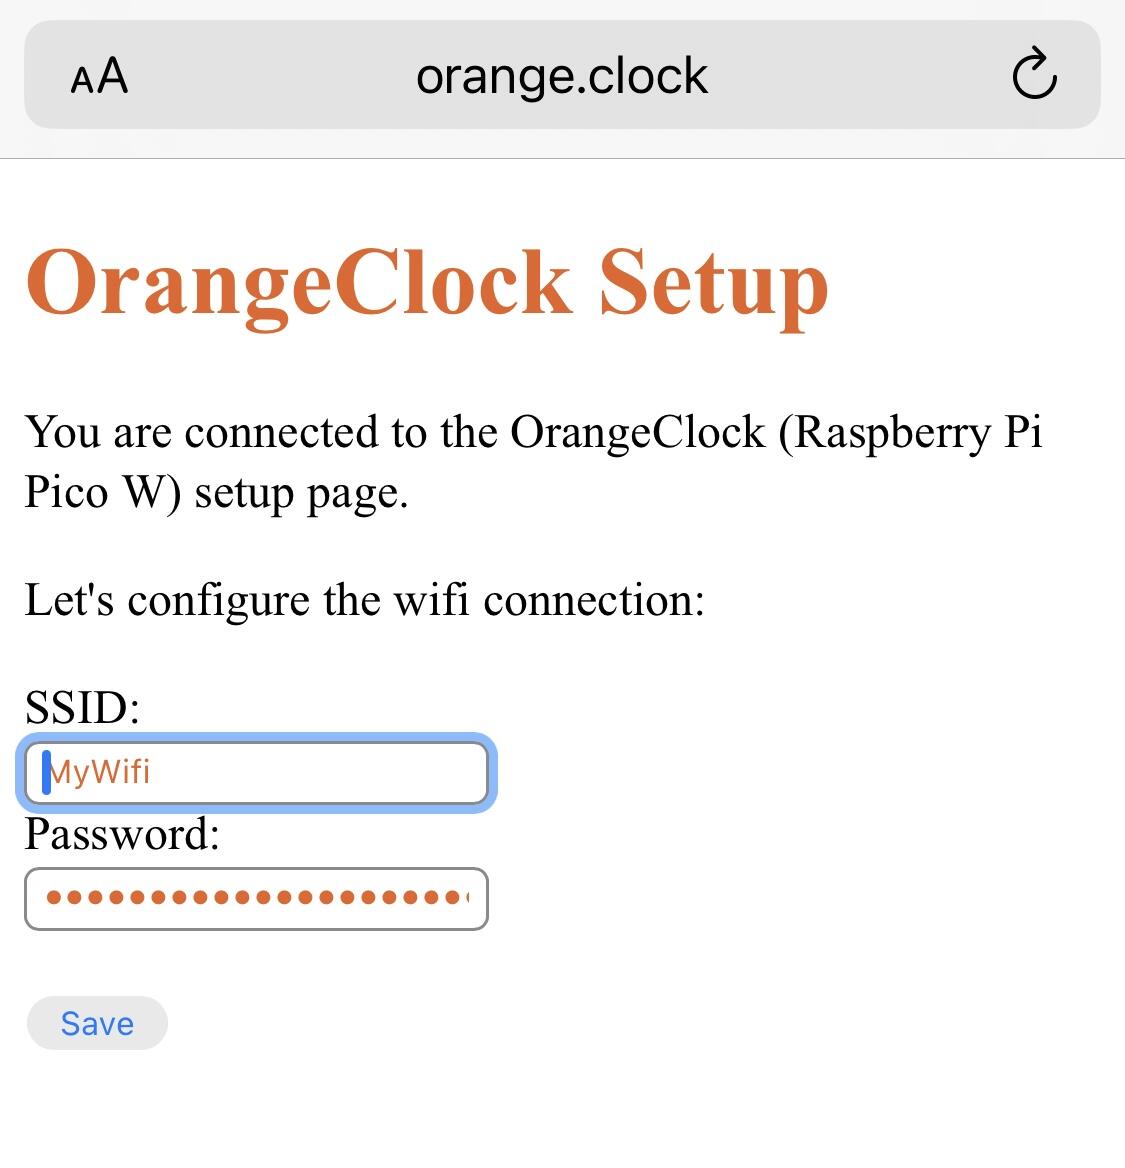 AA
orange.clock
OrangeClock Setup
You are connected to the OrangeClock (Raspberry Pi
Pico W) setup page.
Let's configure the wifi connection:
SSID:
MyWifi
Password:
Save